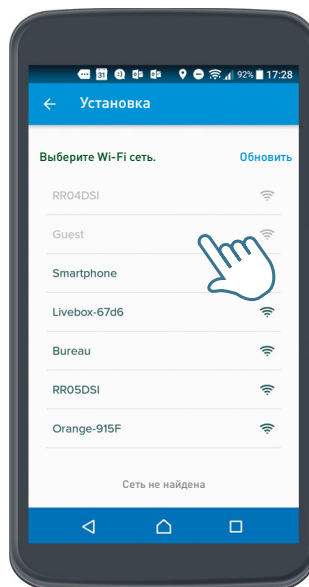 31 92% 17:28
Установка
Выберите Wi-Fi сеть. Обновить
RR04DSI
Guest
Smartphone
Livebox-67d6
Bureau
RR05DSI
Orange-915F
Сеть не найдена